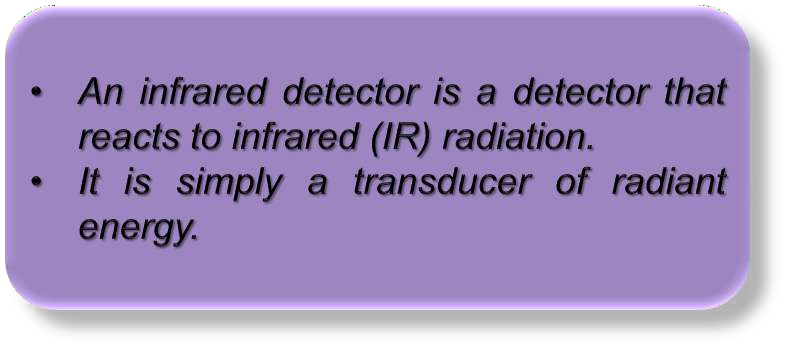 • An infrared detector is a detector that
reacts to infrared (IR) radiation.
• It is simply a transducer of radiant
energy.